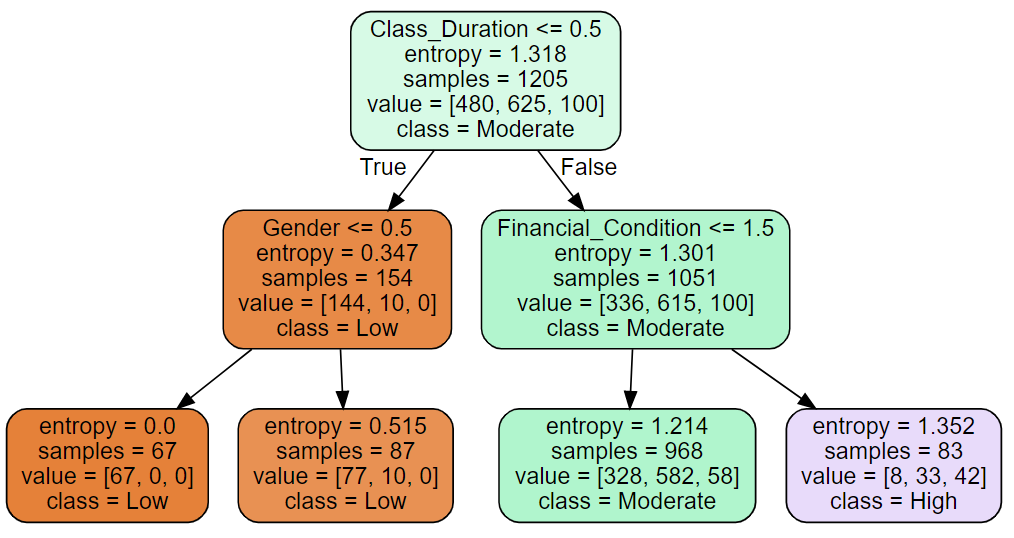 Class_Duration <= 0.5
entropy = 1.318
samples = 1205
value = [480, 625, 100]
class = Moderate
True
False
Gender <= 0.5
entropy = 0.347
samples = 154
value = [144, 10, 0]
class = Low
Financial_Condition <= 1.5
entropy = 1.301
samples = 1051
value = [336, 615, 100]
class = Moderate
entropy = 0.0
samples = 67
value = [67, 0, 0]
class = Low
entropy = 0.515
samples = 87
value = [77, 10, 0]
class = Low
entropy = 1.214
samples = 968
value = [328, 582, 58]
class = Moderate
entropy = 1.352
samples = 83
value = [8, 33, 42]
class = High